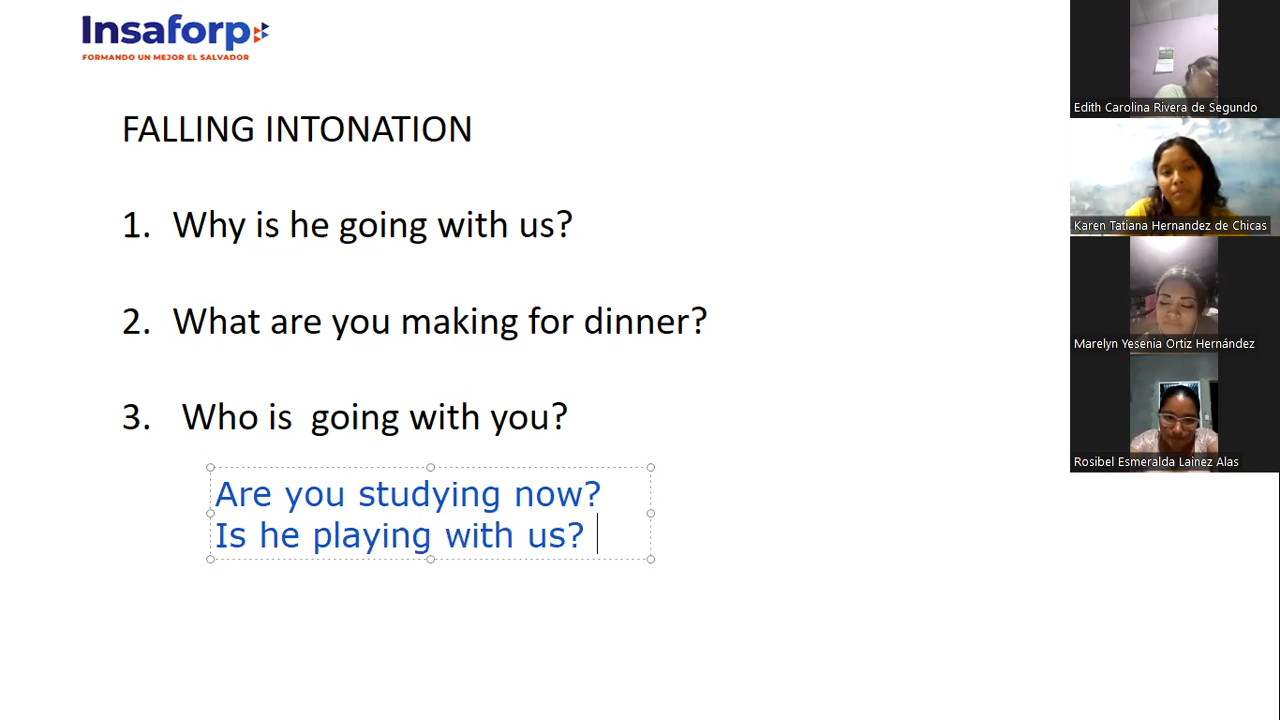 Insaforp
FORMANDO UN MEJOR EL SALVADOR
FALLING INTONATION
1. Why is he going with us?
2. What are you making for dinner?
3. Who is  going with you?
Are you studying now?
Is he playing with us?
Edith Carolina Rivera de Segundo
Karen Tatiana Hernandez de Chicas
Marelyn Yesenia Ortiz Hernández
Rosibel Esmeralda Lainez Alas